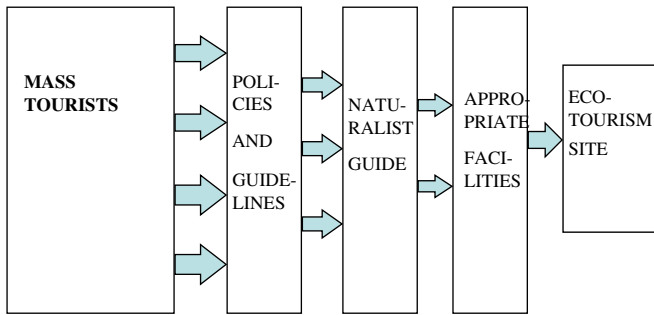 MASS
TOURISTS
POLI-
CIES
AND
GUIDE-
LINES
NATU-
RALIST
GUIDE
APPRO-
PRIATE
FACI-
LITIES
ECO-
TOURISM
SITE